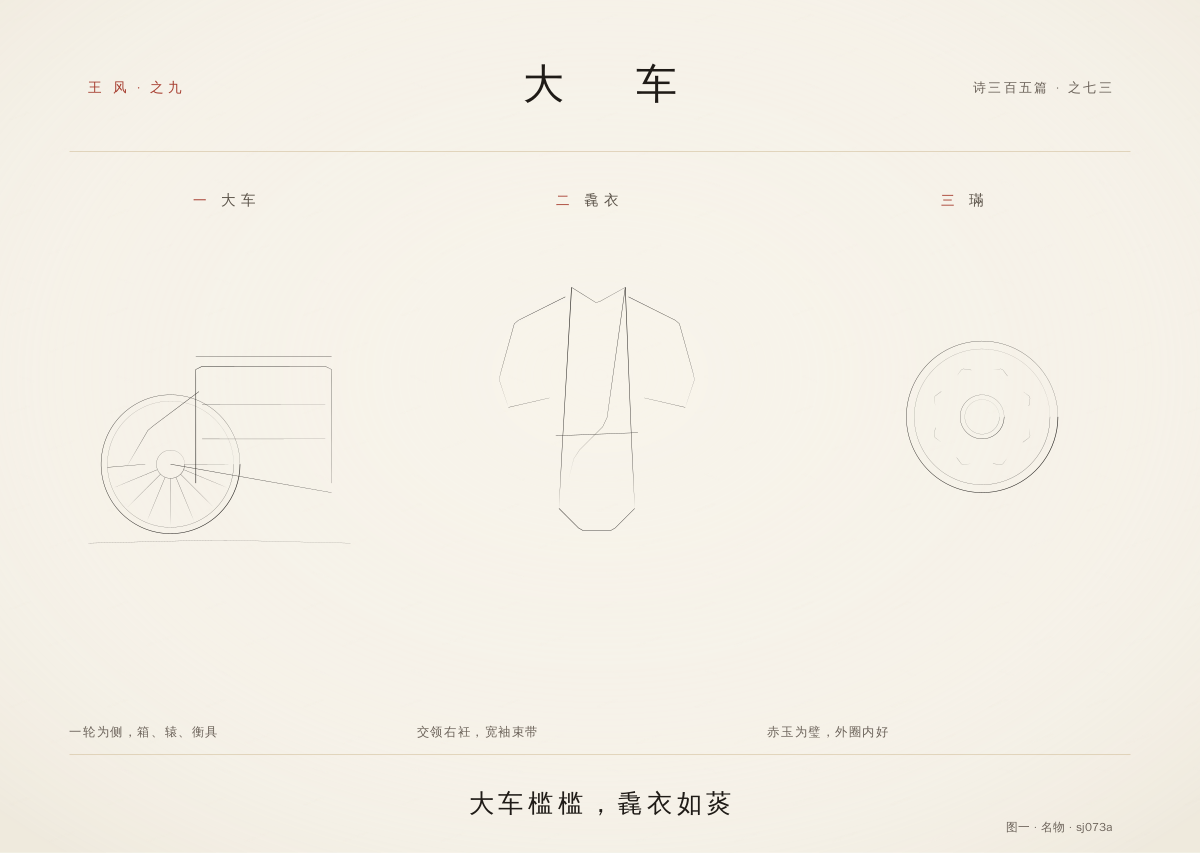 王风 · 之九
大 车
诗三百五篇 · 之七三
一 大车
二 毳衣
三 璊
一轮为侧，箱、辕、衡具
交领右衽，宽袖束带
赤玉为璧，外圈内好
大车槛槛，毳衣如菼
图一 · 名物 · sj073a